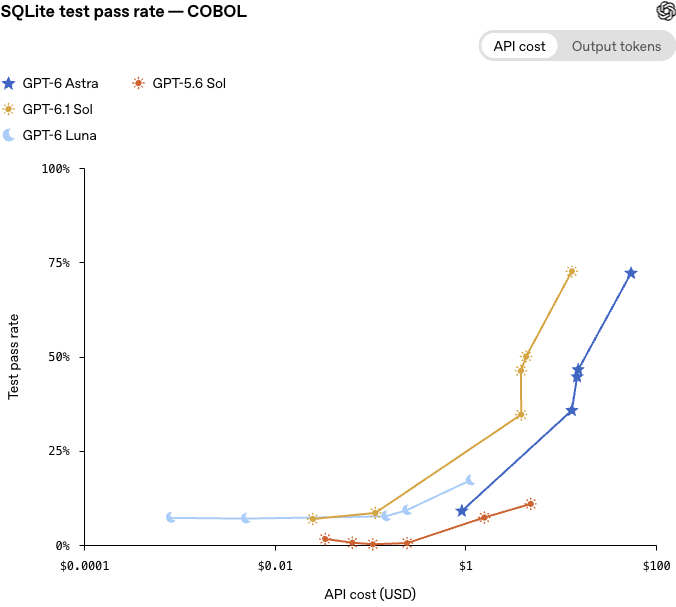 SQLite test pass rate — COBOL
API cost Output tokens
GPT-6 Astra GPT-5.6 Sol
GPT-6.1 Sol
GPT-6 Luna
100%
75%
50%
25%
0%
Test pass rate
$0.0001 $0.01 $1 $100
API cost (USD)